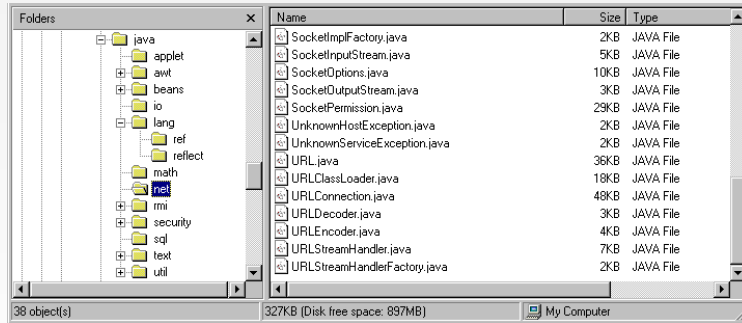 Folders
java
applet
awt
beans
io
lang
ref
reflect
math
net
rmi
security
sql
text
util
Name Size Type
SocketImplFactory.java 2KB JAVA File
SocketInputStream.java 5KB JAVA File
SocketOptions.java 10KB JAVA File
SocketOutputStream.java 3KB JAVA File
SocketPermission.java 29KB JAVA File
UnknownHostException.java 2KB JAVA File
UnknownServiceException.java 2KB JAVA File
URL.java 36KB JAVA File
URLClassLoader.java 18KB JAVA File
URLConnection.java 48KB JAVA File
URLDecoder.java 3KB JAVA File
URLEncoder.java 4KB JAVA File
URLStreamHandler.java 7KB JAVA File
URLStreamHandlerFactory.java 2KB JAVA File
38 object(s) 327KB (Disk free space: 897MB) My Computer